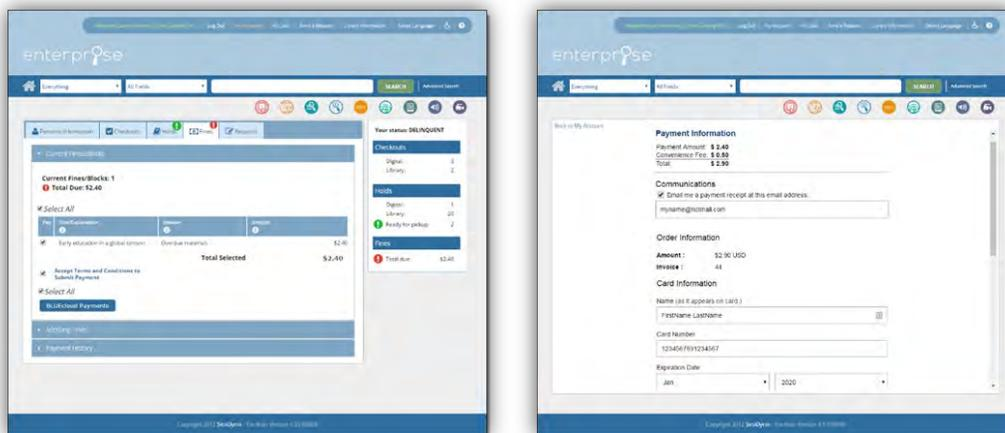 Log Out
Select Language
enterprise
Everything
All Fields
SEARCH
Advanced Search
Personal Information
Checkouts
Holds
Fines
Requests
Current Fines/Blocks
Current Fines/Blocks: 1
Total Due: $2.40
Select All
Pay
Title/Explanation
Reason
Amount
Early education in a global context
Overdue materials
$2.40
Total Selected $2.40
Accept Terms and Conditions to
Submit Payment
Select All
BLUEcloud Payments
Payment History
Your status: DELINQUENT
Checkouts
Digital:
Library: 2
Holds
Digital: 1
Library:
Ready for pickup: 2
Fines
Total due: $2.40
Log Out
Select Language
enterprise
Everything
All Fields
SEARCH
Advanced Search
Back to My Account
Payment Information
Payment Amount: $ 2.40
Convenience Fee: $ 0.50
Total: $ 2.90
Communications
Email me a payment receipt at this email address:
myname@hotmail.com
Order Information
Amount : $2.90 USD
Invoice : 44
Card Information
Name (as it appears on card.)
FirstName LastName
Card Number
1234567891234567
Expiration Date
Jan
2020